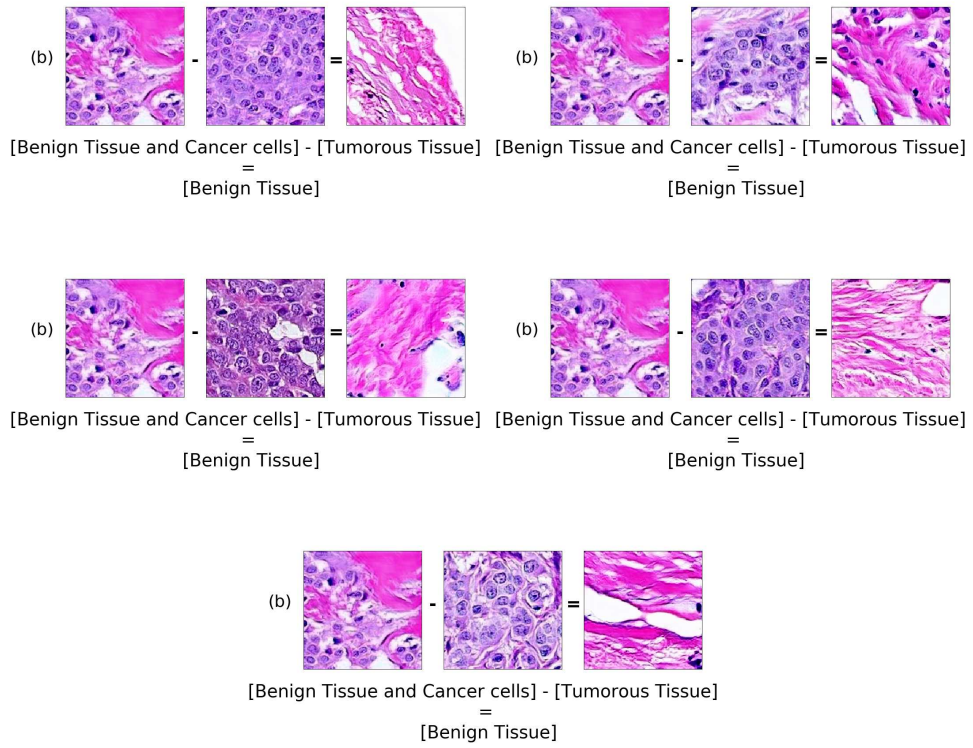 (b) - =
[Benign Tissue and Cancer cells] - [Tumorous Tissue]
=
[Benign Tissue]
(b) - =
[Benign Tissue and Cancer cells] - [Tumorous Tissue]
=
[Benign Tissue]
(b) - =
[Benign Tissue and Cancer cells] - [Tumorous Tissue]
=
[Benign Tissue]
(b) - =
[Benign Tissue and Cancer cells] - [Tumorous Tissue]
=
[Benign Tissue]
(b) - =
[Benign Tissue and Cancer cells] - [Tumorous Tissue]
=
[Benign Tissue]